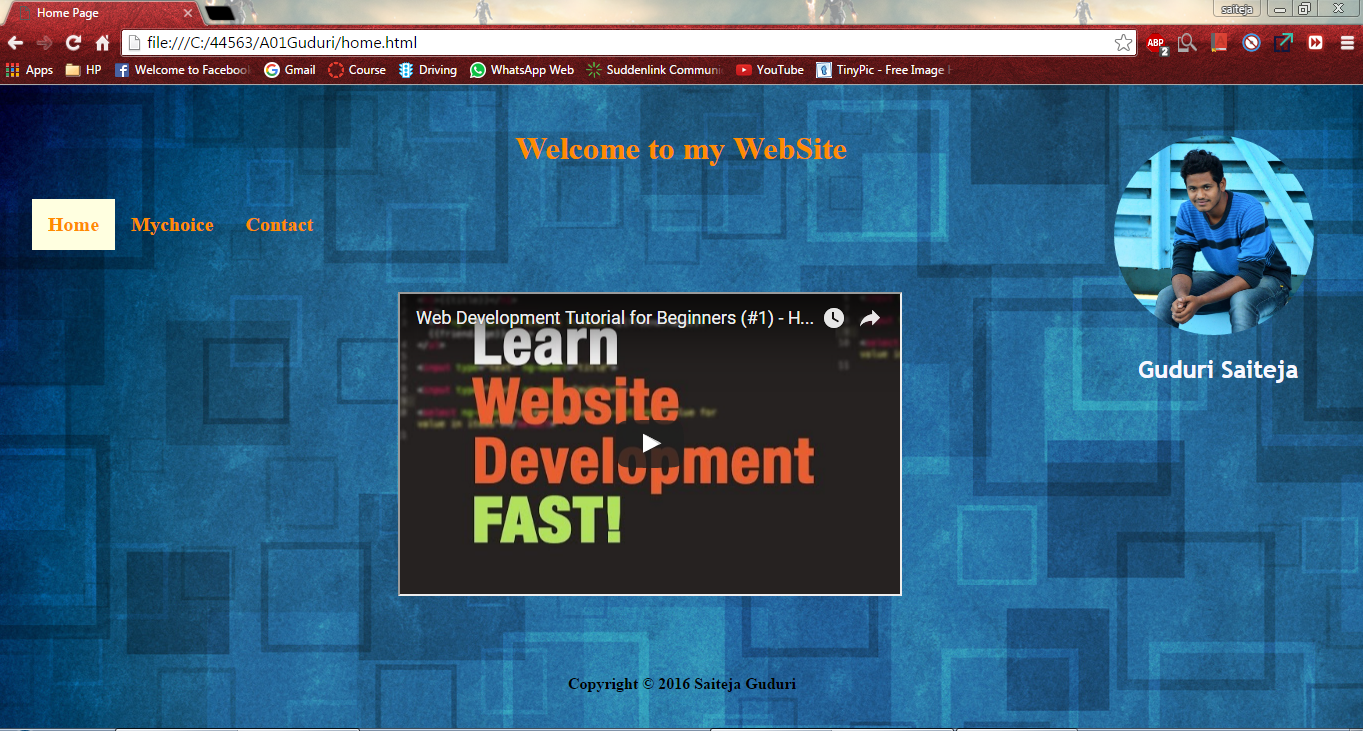 Home Page
saiteja
file:///C:/44563/A01Guduri/home.html
ABP
2
Apps
HP
Welcome to Faceboo
Gmail
Course
Driving
WhatsApp Web
Suddenlink Commun
YouTube
TinyPic - Free Image
Welcome to my WebSite
Home Mychoice Contact
Web Development Tutorial for Beginners (#1) - H...
Learn
Website
Development
FAST!
Guduri Saiteja
Copyright © 2016 Saiteja Guduri